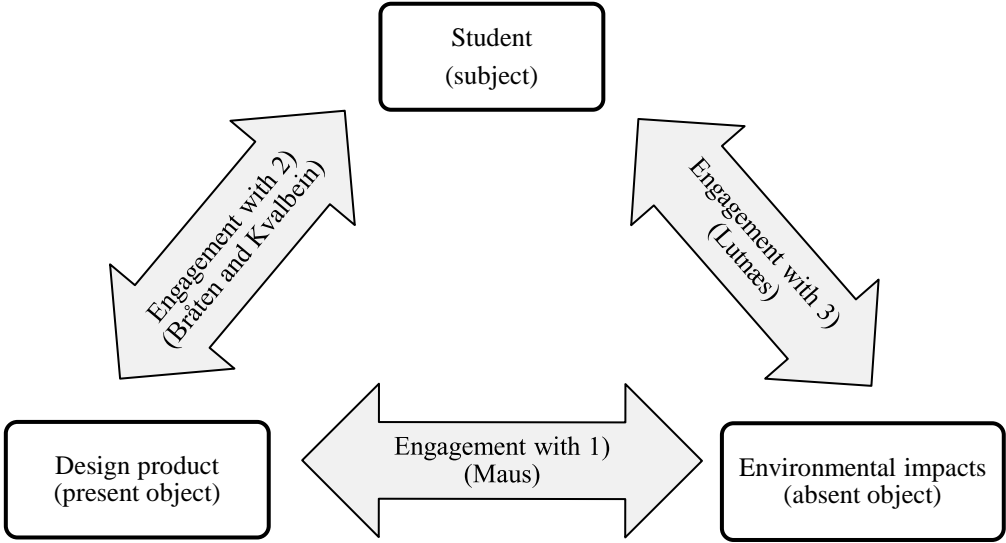 Student
(subject)
Engagement with 2)
(Bråten and Kvalbein)
Engagement with 3)
(Lutnæs)
Design product
(present object)
Engagement with 1)
(Maus)
Environmental impacts
(absent object)